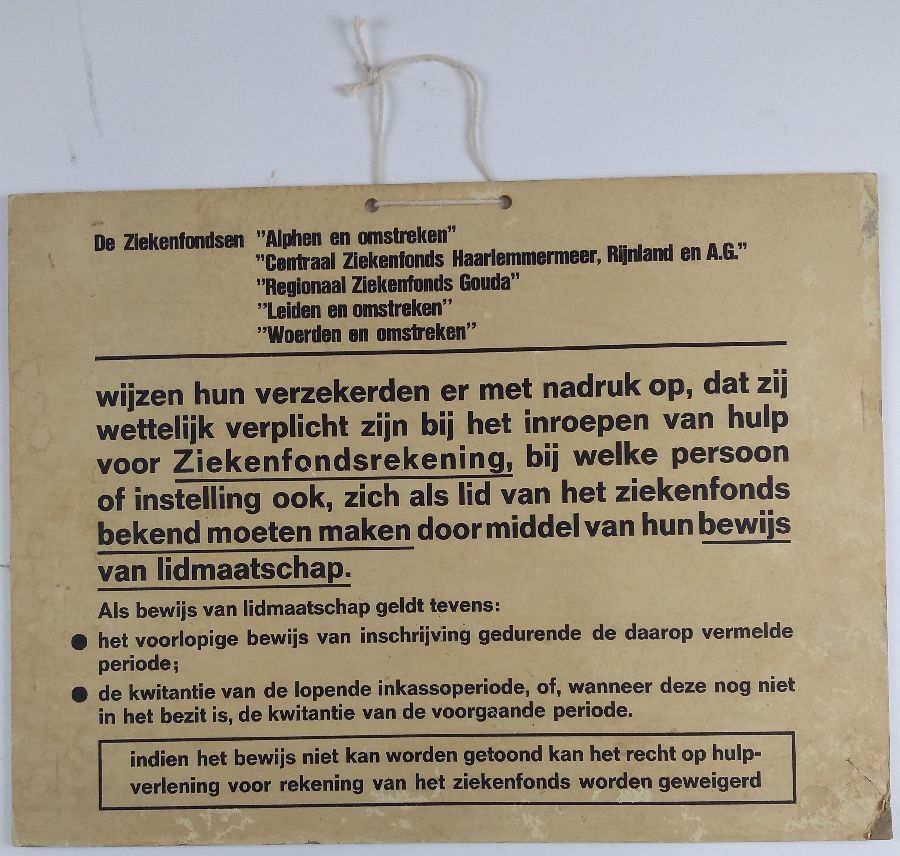 De Ziekenfondsen "Alphen en omstreken"
"Centraal Ziekenfonds Haarlemmermeer, Rijnland en A.G."
"Regionaal Ziekenfonds Gouda"
"Leiden en omstreken"
"Woerden en omstreken"
wijzen hun verzekerden er met nadruk op, dat zij
wettelijk verplicht zijn bij het inroepen van hulp
voor Ziekenfondsrekening, bij welke persoon
of instelling ook, zich als lid van het ziekenfonds
bekend moeten maken door middel van hun bewijs
van lidmaatschap.
Als bewijs van lidmaatschap geldt tevens:
● het voorlopige bewijs van inschrijving gedurende de daarop vermelde
periode;
● de kwitantie van de lopende inkassoperiode, of, wanneer deze nog niet
in het bezit is, de kwitantie van de voorgaande periode.
indien het bewijs niet kan worden getoond kan het recht op hulp-
verlening voor rekening van het ziekenfonds worden geweigerd